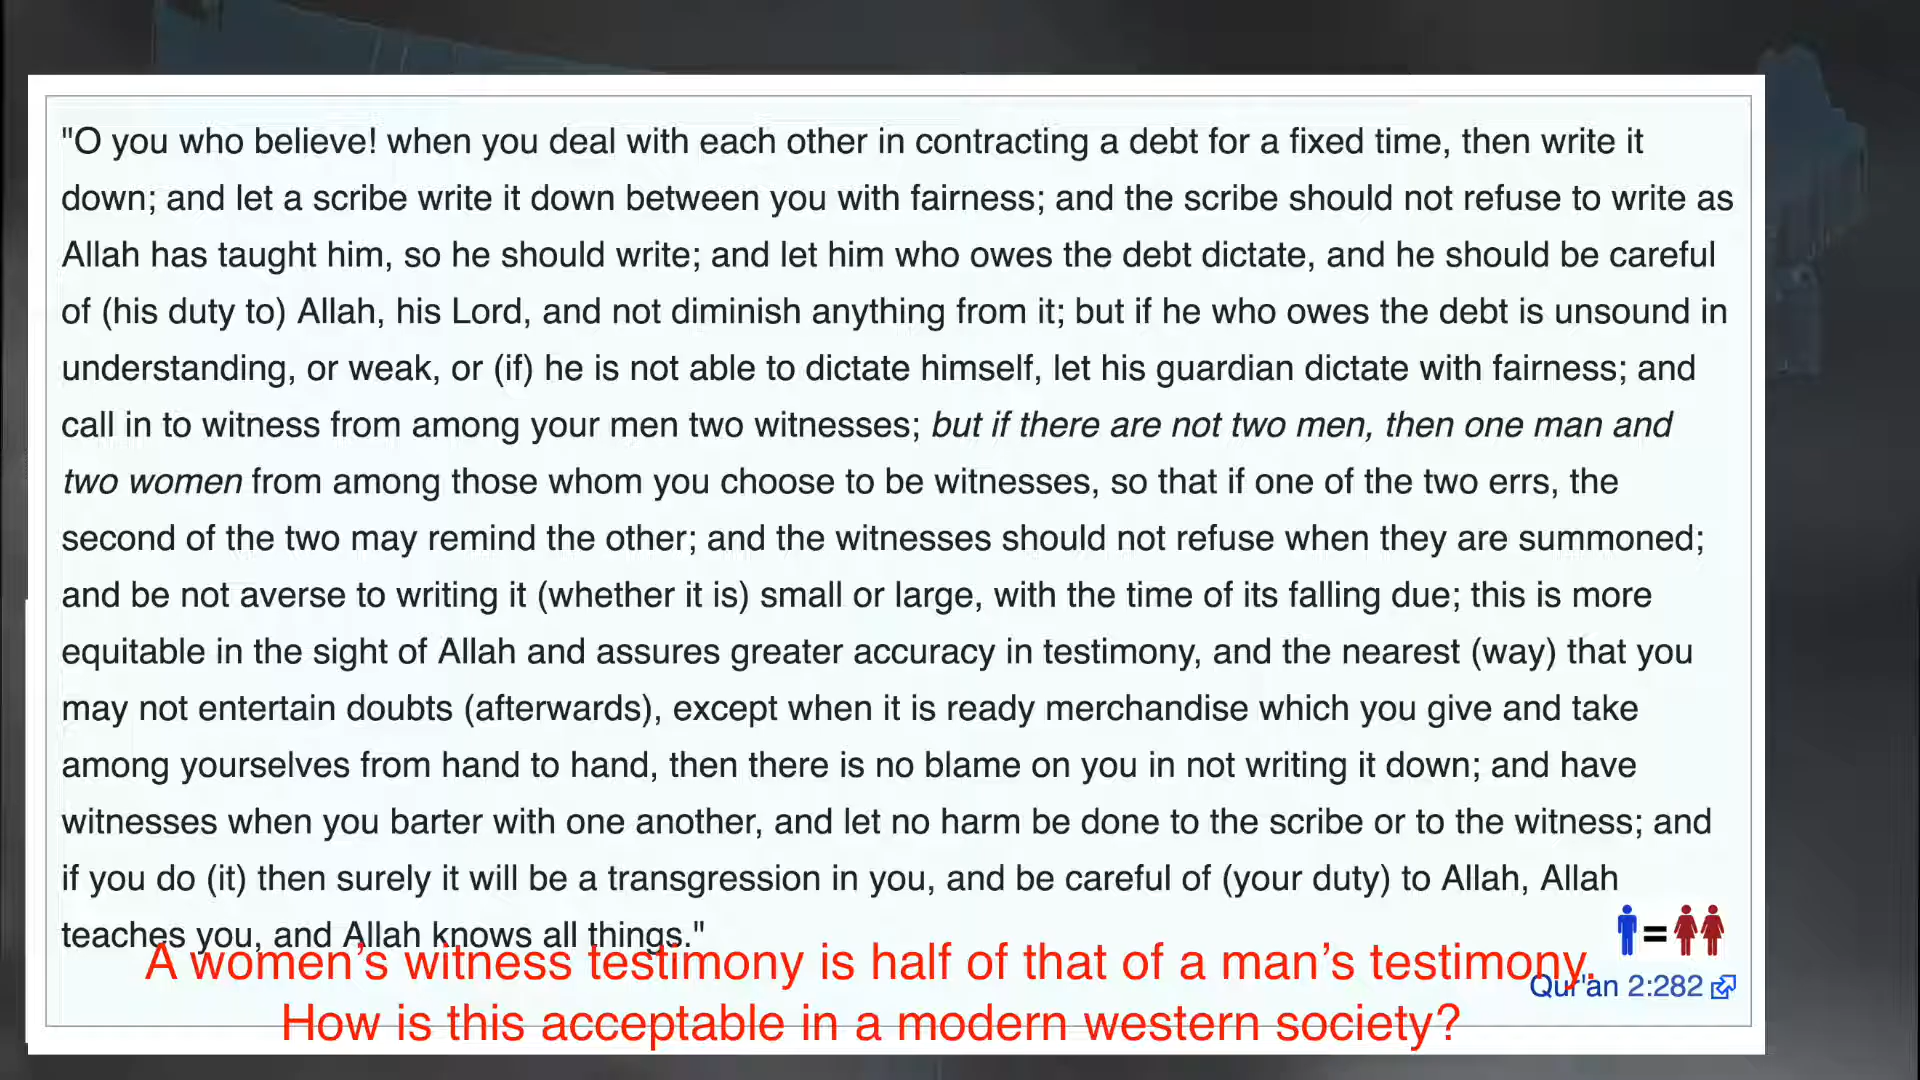 "O you who believe! when you deal with each other in contracting a debt for a fixed time, then write it
down; and let a scribe write it down between you with fairness; and the scribe should not refuse to write as
Allah has taught him, so he should write; and let him who owes the debt dictate, and he should be careful
of (his duty to) Allah, his Lord, and not diminish anything from it; but if he who owes the debt is unsound in
understanding, or weak, or (if) he is not able to dictate himself, let his guardian dictate with fairness; and
call in to witness from among your men two witnesses; but if there are not two men, then one man and
two women from among those whom you choose to be witnesses, so that if one of the two errs, the
second of the two may remind the other; and the witnesses should not refuse when they are summoned;
and be not averse to writing it (whether it is) small or large, with the time of its falling due; this is more
equitable in the sight of Allah and assures greater accuracy in testimony, and the nearest (way) that you
may not entertain doubts (afterwards), except when it is ready merchandise which you give and take
among yourselves from hand to hand, then there is no blame on you in not writing it down; and have
witnesses when you barter with one another, and let no harm be done to the scribe or to the witness; and
if you do (it) then surely it will be a transgression in you, and be careful of (your duty) to Allah, Allah
teaches you, and Allah knows all things."
=
A women's witness testimony is half of that of a man's testimony.
Qur'an 2:282
How is this acceptable in a modern western society?